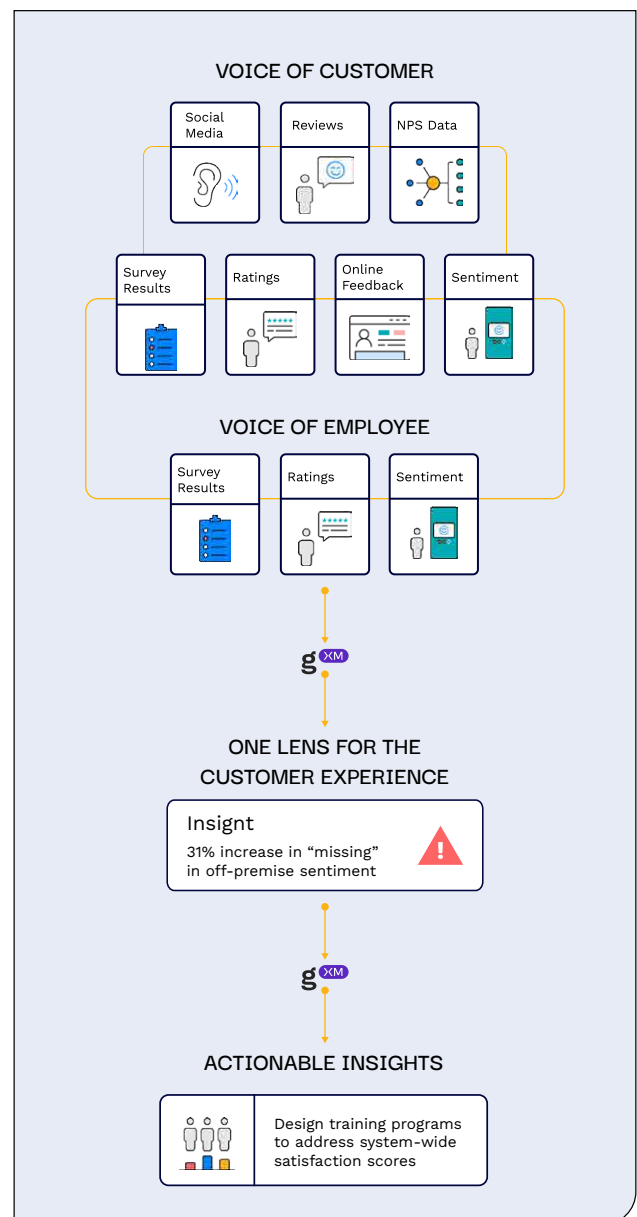 VOICE OF CUSTOMER
Social
Media
Reviews
NPS Data
Survey
Results
Ratings
Online
Feedback
Sentiment
VOICE OF EMPLOYEE
Survey
Results
Ratings
Sentiment
g XM
ONE LENS FOR THE
CUSTOMER EXPERIENCE
Insignt
31% increase in “missing”
in off-premise sentiment
!
g XM
ACTIONABLE INSIGHTS
Design training programs
to address system-wide
satisfaction scores